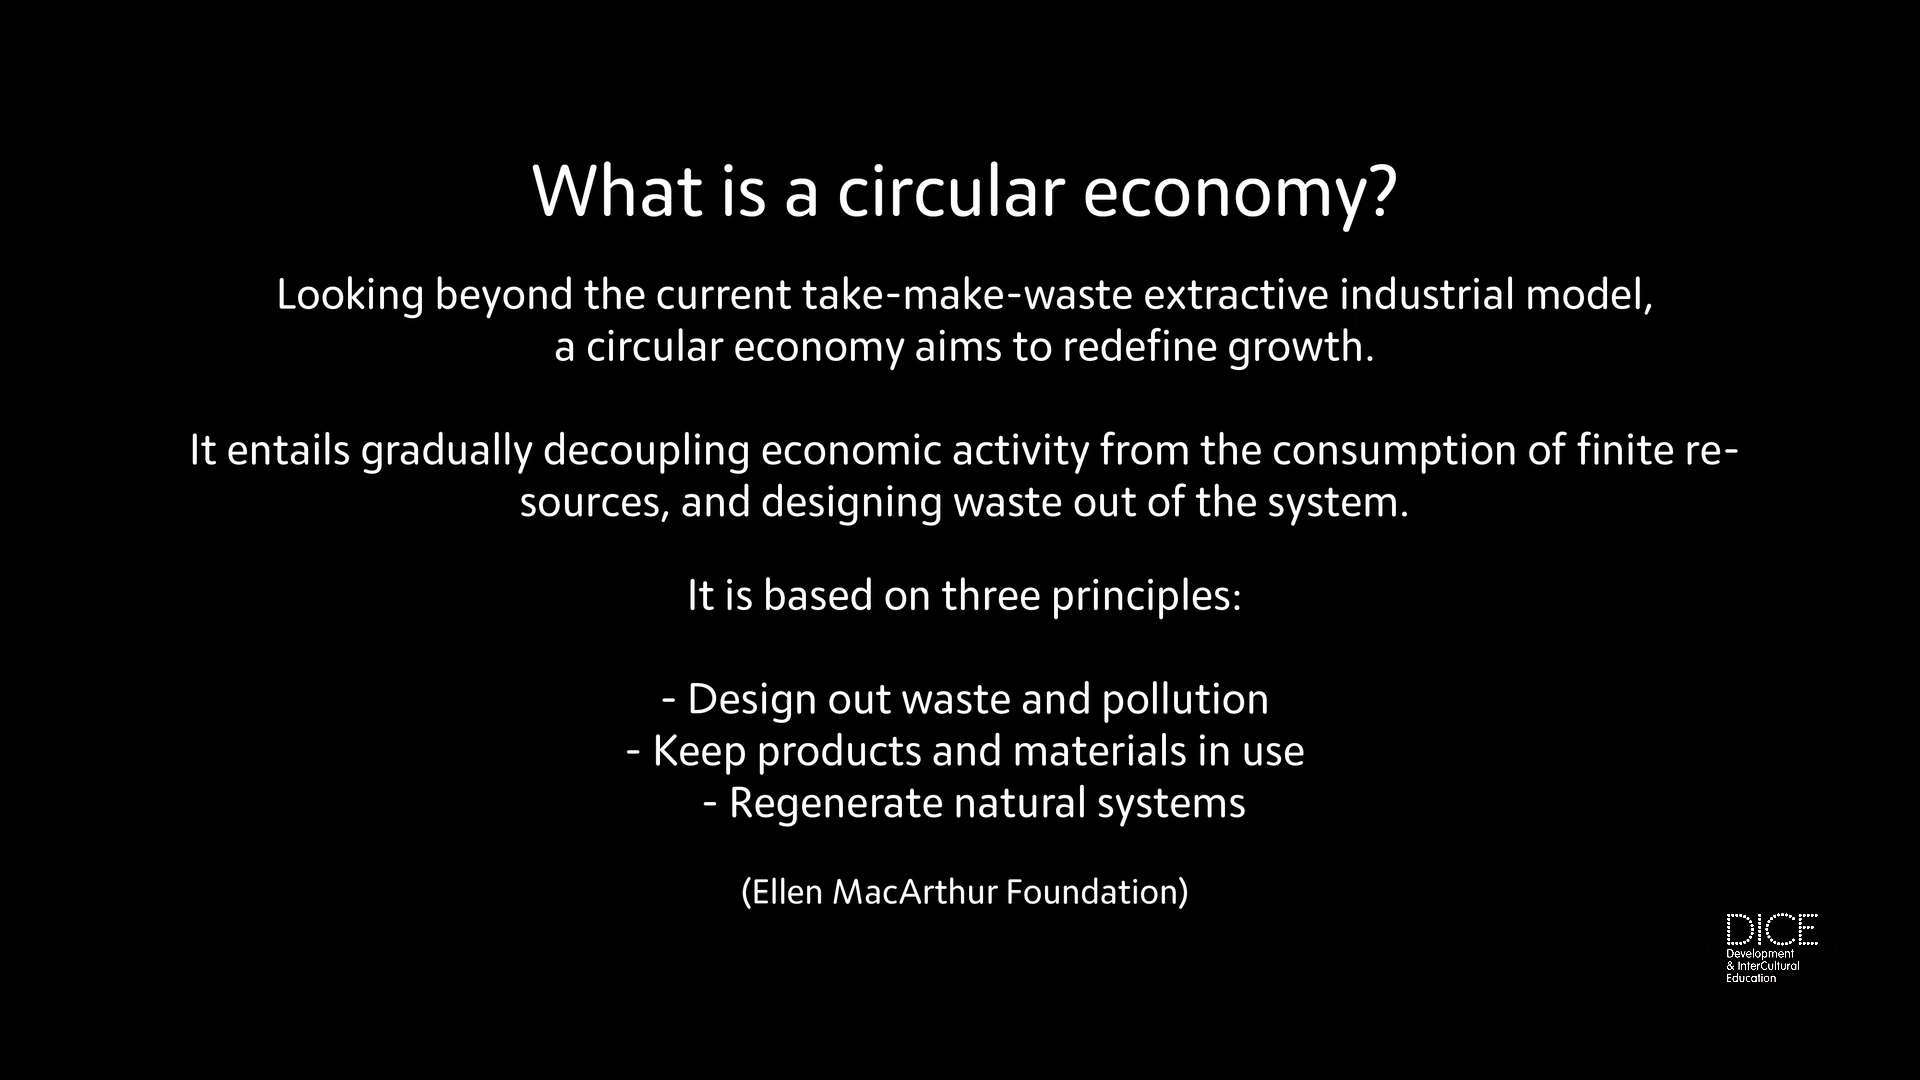 What is a circular economy?
Looking beyond the current take-make-waste extractive industrial model,
a circular economy aims to redefine growth.
It entails gradually decoupling economic activity from the consumption of finite re-
sources, and designing waste out of the system.
It is based on three principles:
- Design out waste and pollution
- Keep products and materials in use
- Regenerate natural systems
(Ellen MacArthur Foundation)
DICE
Development
& InterCultural
Education